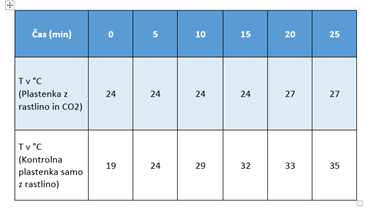 Čas (min) 0 5 10 15 20 25
T v °C
(Plastenka z
rastlino in CO2) 24 24 24 24 27 27
T v °C
(Kontrolna
plastenka samo
z rastlino) 19 24 29 32 33 35